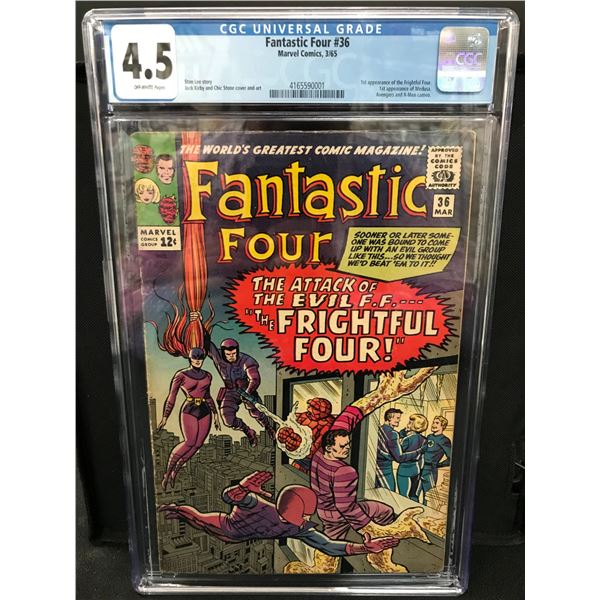 CGC UNIVERSAL GRADE
4.5
OFF-WHITE Pages
Fantastic Four #36
Marvel Comics, 3/65
Stan Lee story
Jack Kirby and Chic Stone cover and art
4165590001
1st appearance of the Frightful Four.
1st appearance of Medusa.
Avengers and X-Men cameo.
CGC
THE WORLD'S GREATEST COMIC MAGAZINE!
APPROVED
BY THE
COMICS
CODE
AUTHORITY
MARVEL
COMICS
GROUP
12¢
Fantastic
Four
36
MAR
SOONER OR LATER SOME-
ONE WAS BOUND TO COME
UP WITH AN EVIL GROUP
LIKE THIS...SO WE THOUGHT
WE'D BEAT 'EM TO IT!!
THE ATTACK OF
THE EVIL F.F.---
"THE FRIGHTFUL
FOUR!"